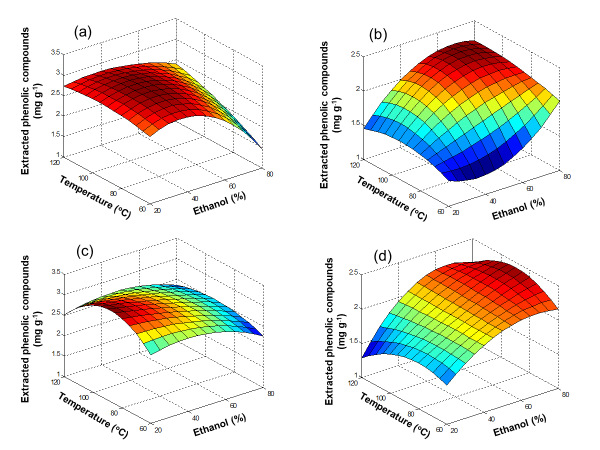 (a)
Extracted phenolic compounds
(mg g-1)
3.5
3
2.5
2
1.5
1
120
100
80
60
Temperature (ºC)
20
40
60
80
Ethanol (%)
(b)
Extracted phenolic compounds
(mg g-1)
2.5
2
1.5
1
120
100
80
60
Temperature (ºC)
20
40
60
80
Ethanol (%)
(c)
Extracted phenolic compounds
(mg g-1)
3.5
3
2.5
2
1.5
1
120
100
80
60
Temperature (ºC)
20
40
60
80
Ethanol (%)
(d)
Extracted phenolic compounds
(mg g-1)
2.5
2
1.5
1
120
100
80
60
Temperature (ºC)
20
40
60
80
Ethanol (%)